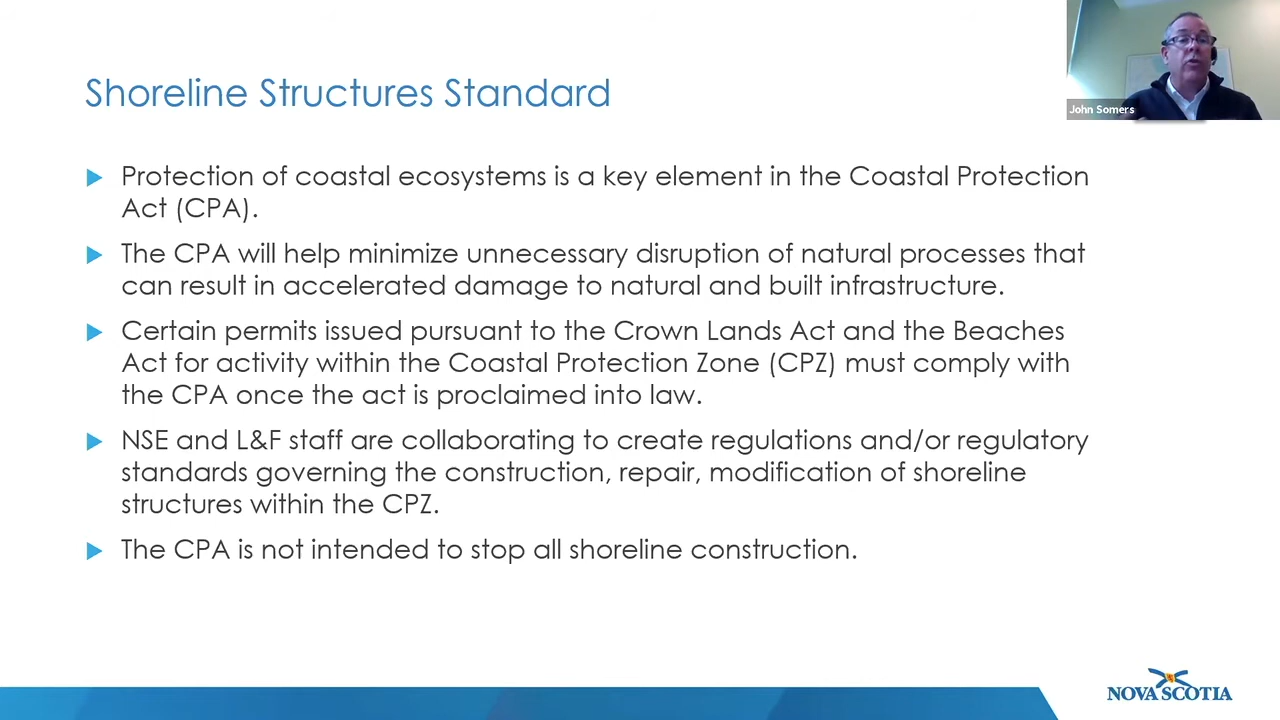 Shoreline Structures Standard
John Somers
Protection of coastal ecosystems is a key element in the Coastal Protection
Act (CPA).
The CPA will help minimize unnecessary disruption of natural processes that
can result in accelerated damage to natural and built infrastructure.
Certain permits issued pursuant to the Crown Lands Act and the Beaches
Act for activity within the Coastal Protection Zone (CPZ) must comply with
the CPA once the act is proclaimed into law.
NSE and L&F staff are collaborating to create regulations and/or regulatory
standards governing the construction, repair, modification of shoreline
structures within the CPZ.
The CPA is not intended to stop all shoreline construction.
NOVA SCOTIA